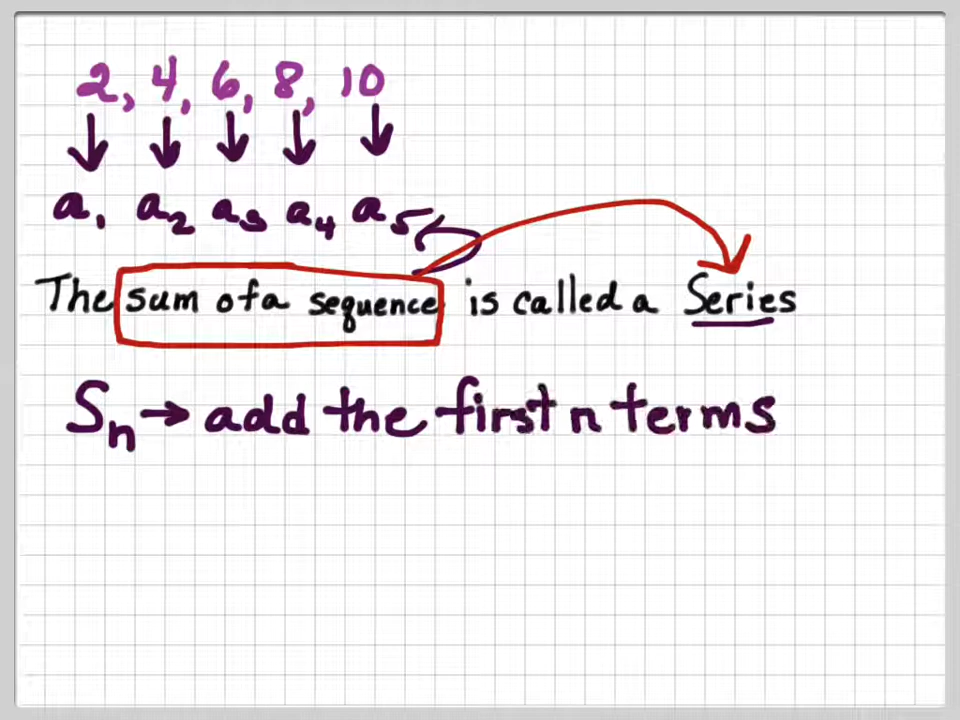 2, 4, 6, 8, 10
a1 a2 a3 a4 a5
The sum of a sequence is called a Series
Sn → add the first n terms